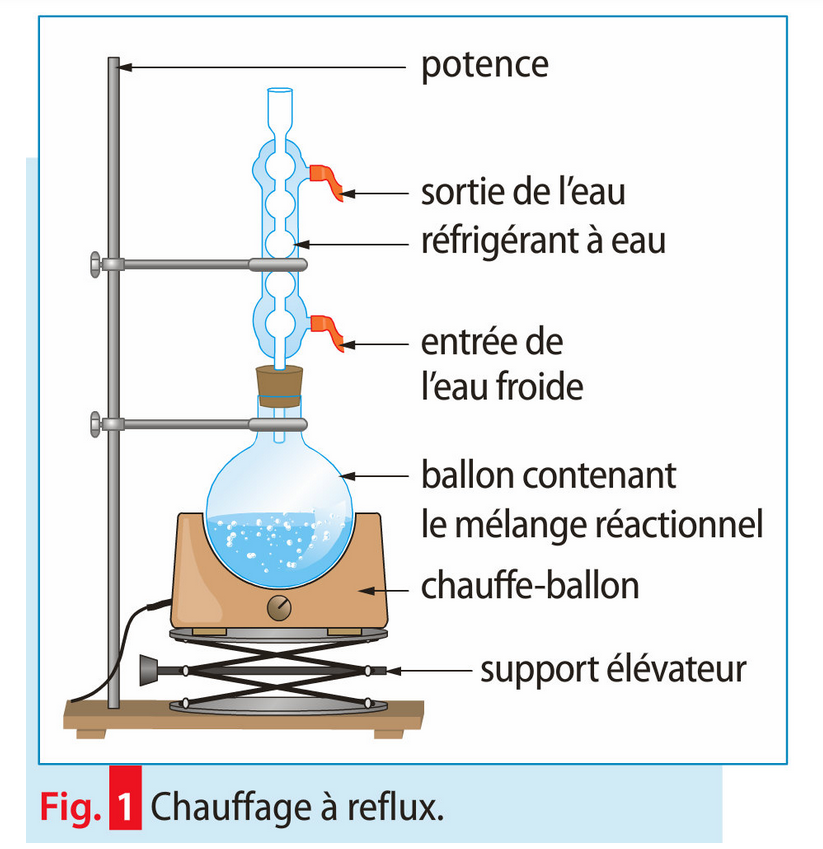 potence
sortie de l'eau
réfrigérant à eau
entrée de
l'eau froide
ballon contenant
le mélange réactionnel
chauffe-ballon
support élévateur
Fig. 1 Chauffage à reflux.